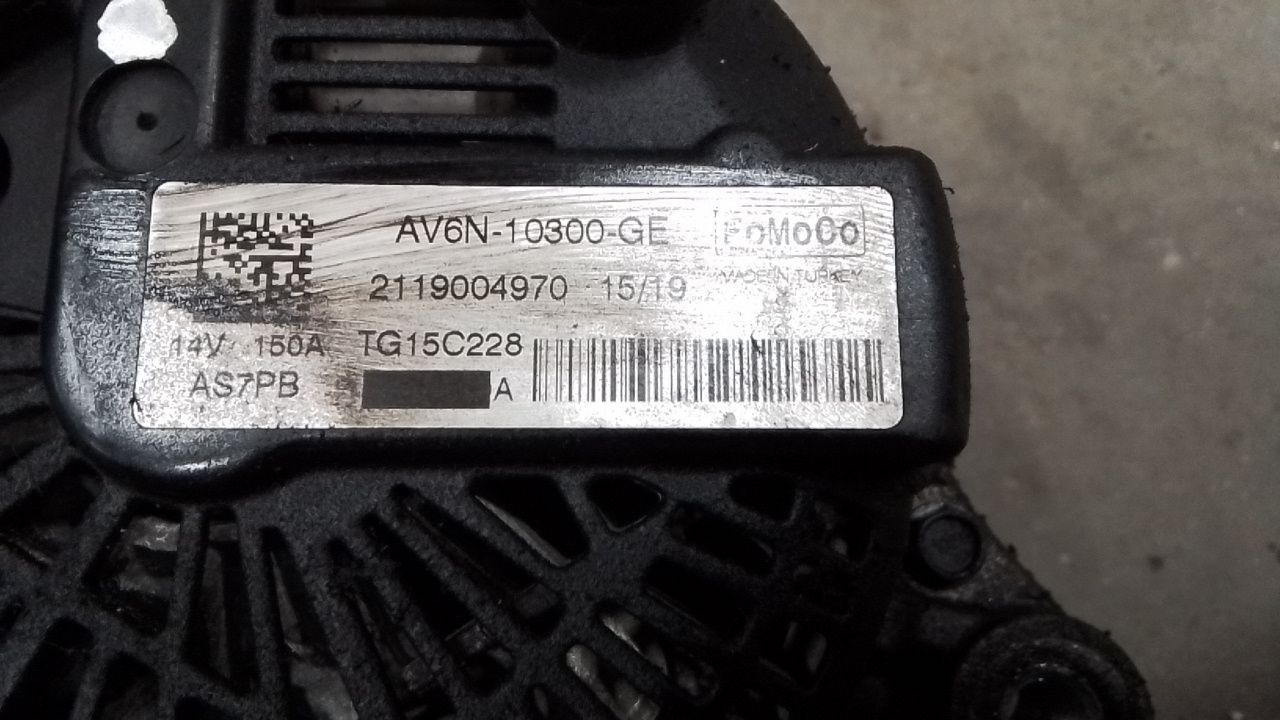 AV6N-10300-GE FoMoCo
2119004970 15/19 MADE IN TURKEY
14V 150A TG15C228
AS7PB A